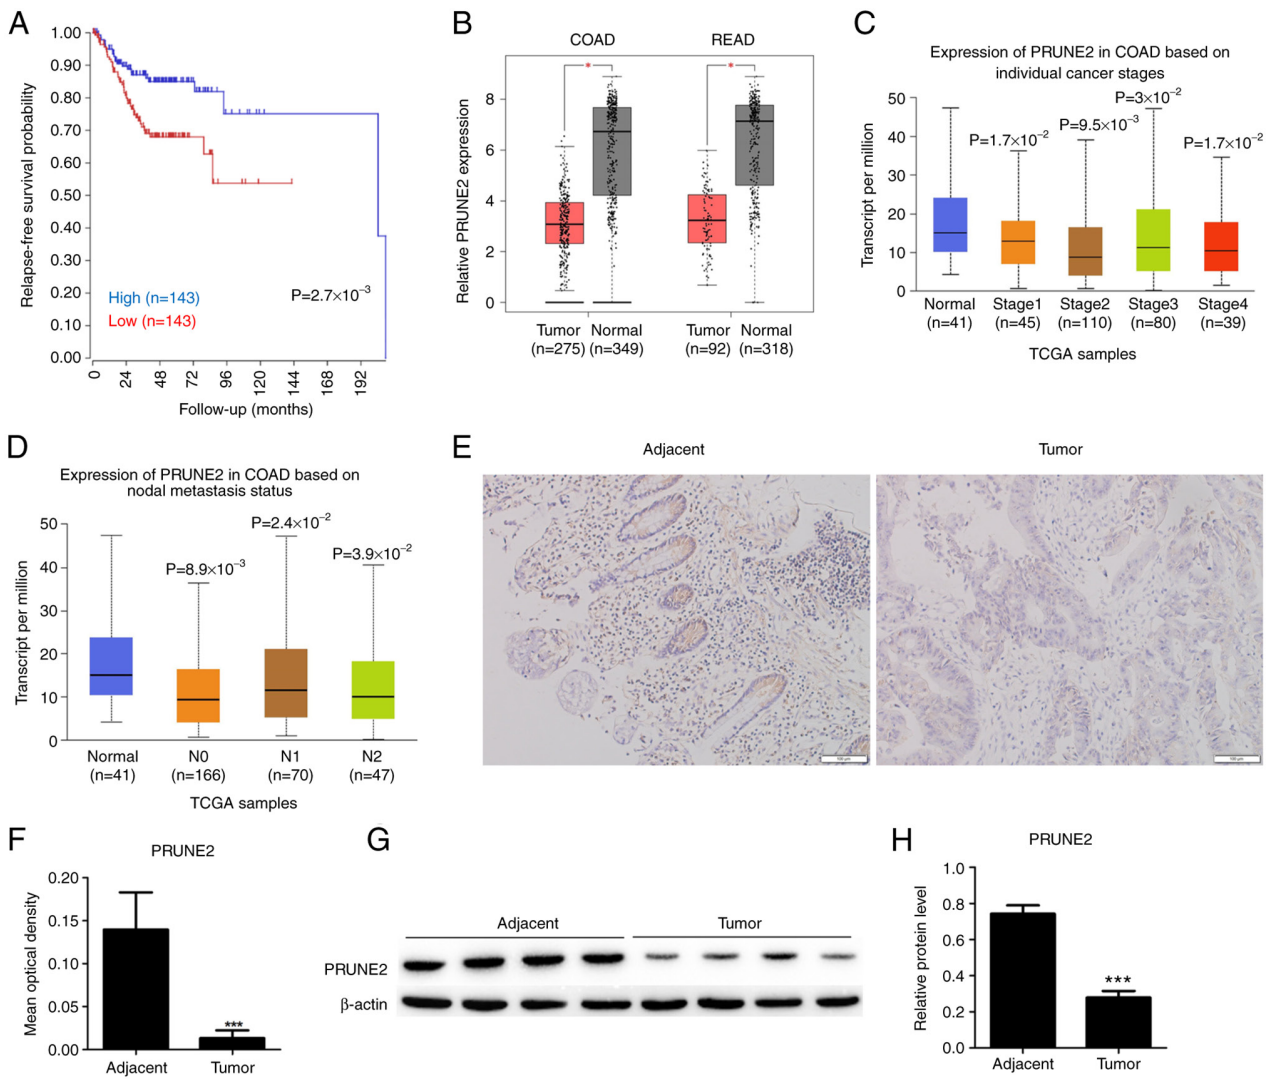 A
1.00
0.90
0.80
0.70
0.60
0.50
0.40
0.30
0.20
0.10
0.00
Relapse-free survival probability
High (n=143)
Low (n=143)
P=2.7×10⁻³
0
24
48
72
96
120
144
168
192
Follow-up (months)
B
COAD
READ
*
*
8
6
4
2
0
Relative PRUNE2 expression
Tumor
(n=275)
Normal
(n=349)
Tumor
(n=92)
Normal
(n=318)
C
Expression of PRUNE2 in COAD based on
individual cancer stages
P=1.7×10⁻²
P=9.5×10⁻³
P=3×10⁻²
P=1.7×10⁻²
50
40
30
20
10
0
Transcript per million
Normal
(n=41)
Stage1
(n=45)
Stage2
(n=110)
Stage3
(n=80)
Stage4
(n=39)
TCGA samples
D
Expression of PRUNE2 in COAD based on
nodal metastasis status
P=8.9×10⁻³
P=2.4×10⁻²
P=3.9×10⁻²
50
40
30
20
10
0
Transcript per million
Normal
(n=41)
N0
(n=166)
N1
(n=70)
N2
(n=47)
TCGA samples
E
Adjacent
Tumor
100 μm
100 μm
F
PRUNE2
0.20
0.15
0.10
0.05
0.00
Mean optical density
***
Adjacent
Tumor
G
Adjacent
Tumor
PRUNE2
β-actin
H
PRUNE2
1.0
0.8
0.6
0.4
0.2
0.0
Relative protein level
***
Adjacent
Tumor